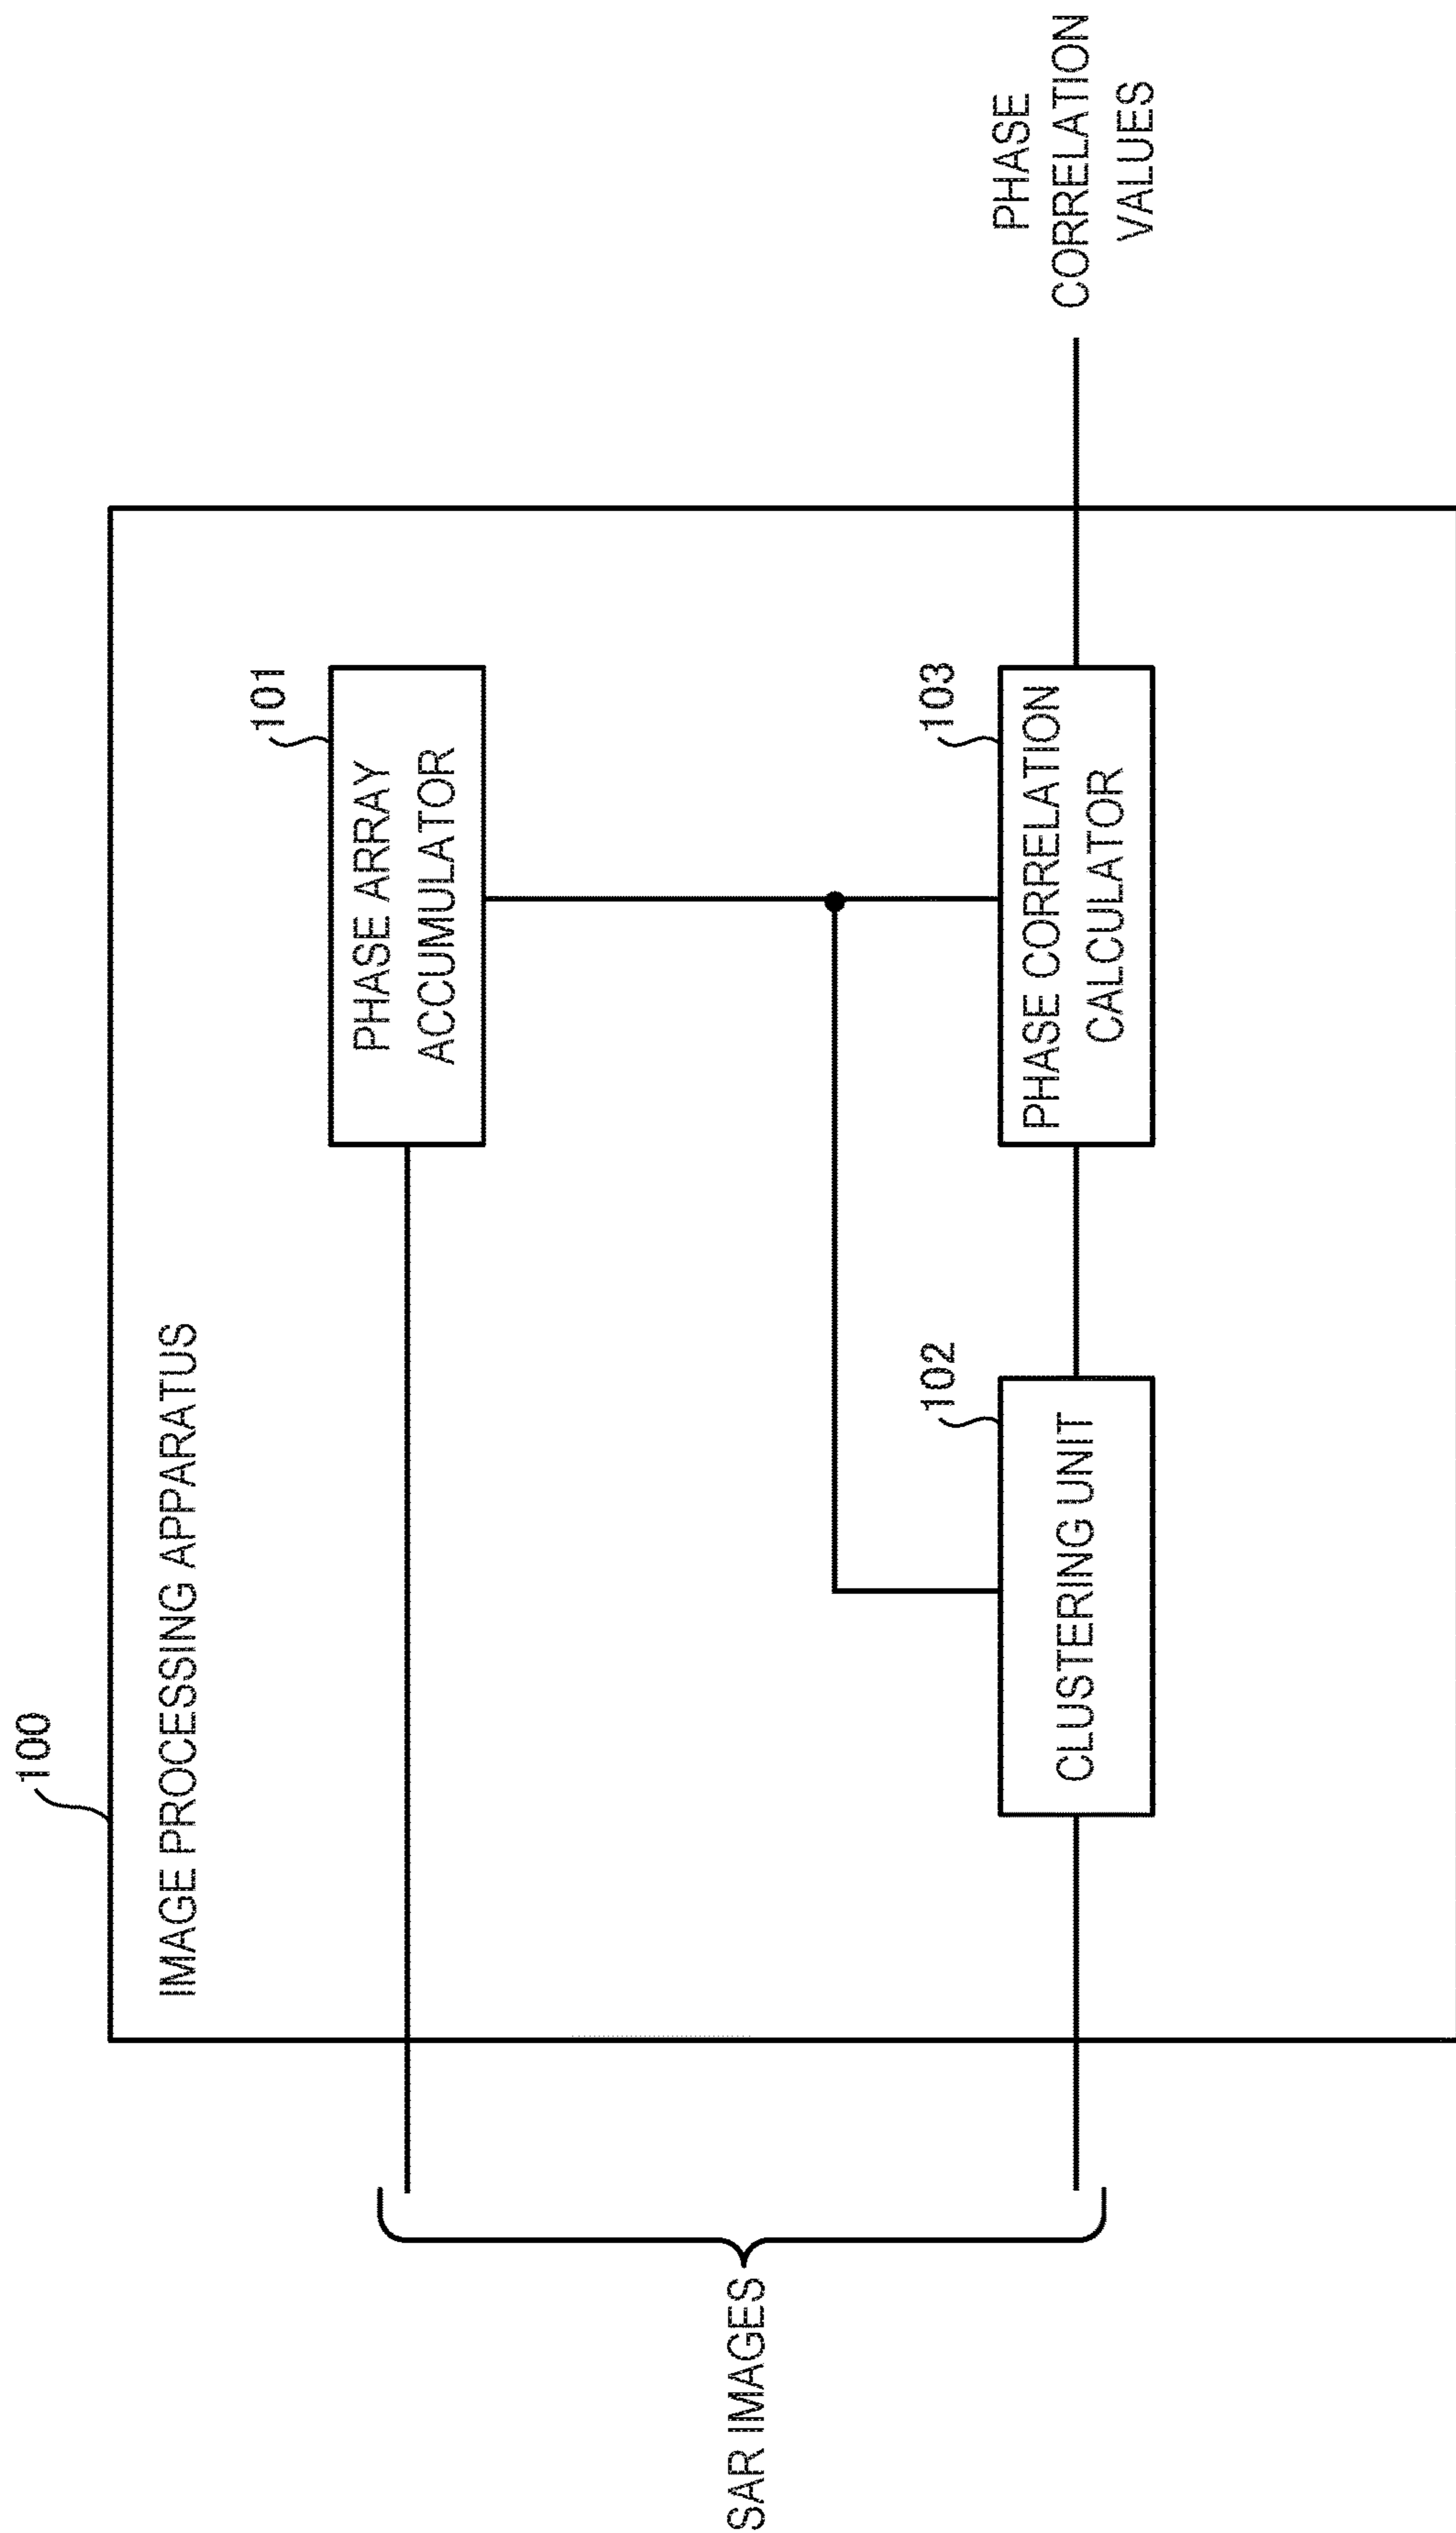 100
IMAGE PROCESSING APPARATUS
101
PHASE ARRAY
ACCUMULATOR
SAR IMAGES
102
CLUSTERING UNIT
103
PHASE CORRELATION
CALCULATOR
PHASE
CORRELATION
VALUES